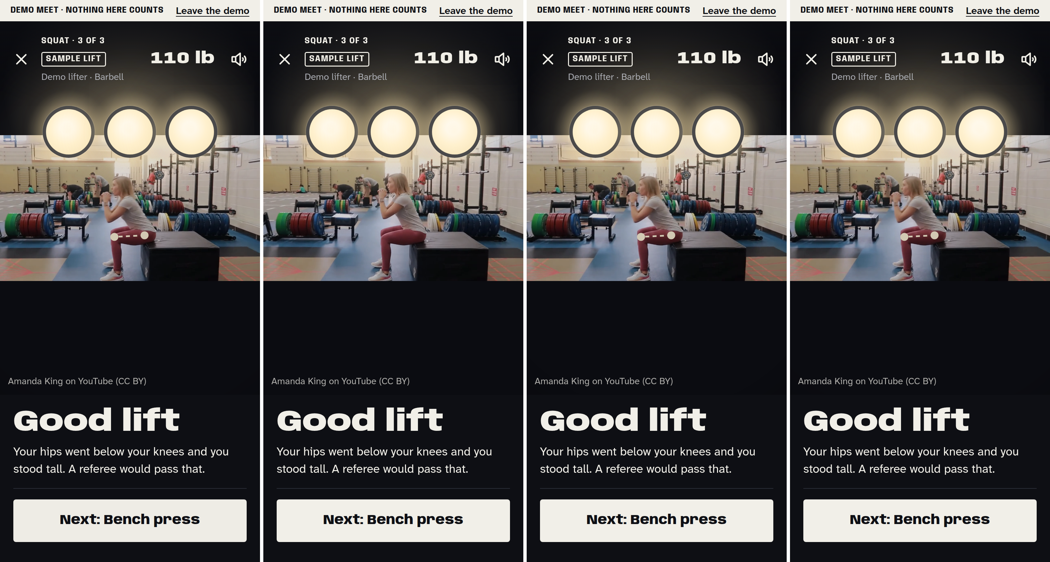 DEMO MEET · NOTHING HERE COUNTS Leave the demo
SQUAT · 3 OF 3
SAMPLE LIFT
110 lb
Demo lifter · Barbell
Amanda King on YouTube (CC BY)
Good lift
Your hips went below your knees and you
stood tall. A referee would pass that.
Next: Bench press
DEMO MEET · NOTHING HERE COUNTS Leave the demo
SQUAT · 3 OF 3
SAMPLE LIFT
110 lb
Demo lifter · Barbell
Amanda King on YouTube (CC BY)
Good lift
Your hips went below your knees and you
stood tall. A referee would pass that.
Next: Bench press
DEMO MEET · NOTHING HERE COUNTS Leave the demo
SQUAT · 3 OF 3
SAMPLE LIFT
110 lb
Demo lifter · Barbell
Amanda King on YouTube (CC BY)
Good lift
Your hips went below your knees and you
stood tall. A referee would pass that.
Next: Bench press
DEMO MEET · NOTHING HERE COUNTS Leave the demo
SQUAT · 3 OF 3
SAMPLE LIFT
110 lb
Demo lifter · Barbell
Amanda King on YouTube (CC BY)
Good lift
Your hips went below your knees and you
stood tall. A referee would pass that.
Next: Bench press